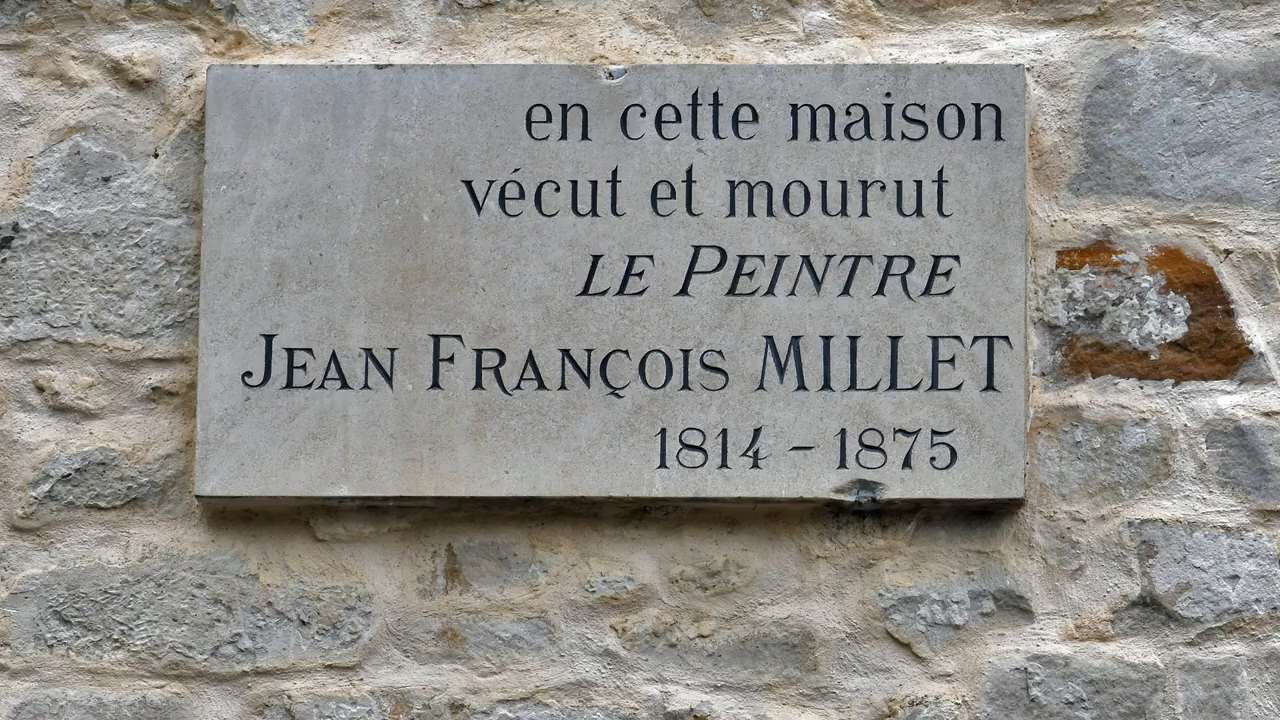 en cette maison
vécut et mourut
LE PEINTRE
JEAN FRANÇOIS MILLET
1814 - 1875